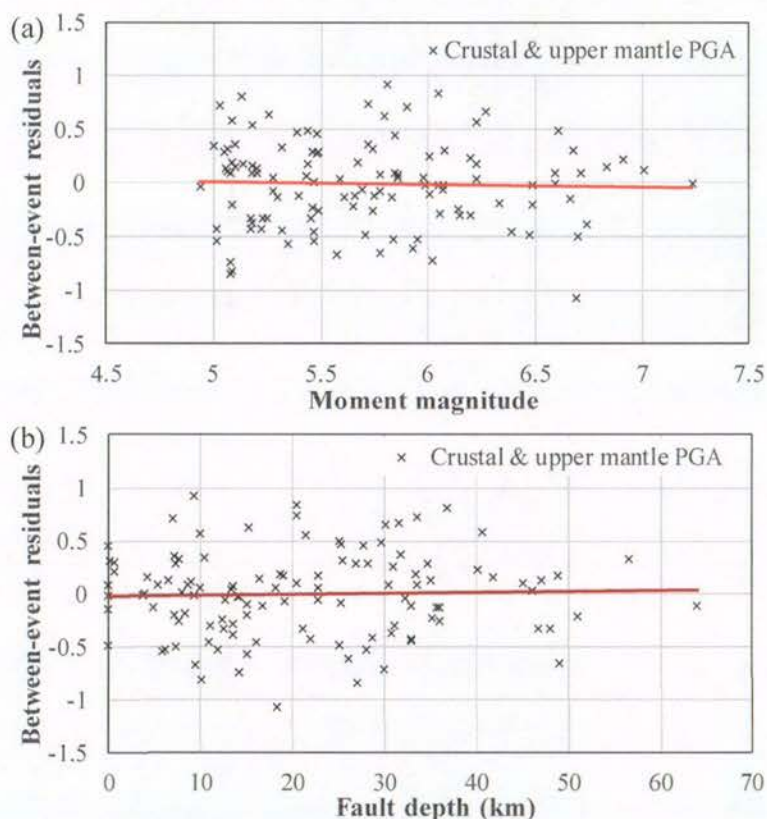 (a)
1.5
1
0.5
0
-0.5
-1
-1.5
Between-event residuals
× Crustal & upper mantle PGA
4.5 5 5.5 6 6.5 7 7.5
Moment magnitude
(b)
1.5
1
0.5
0
-0.5
-1
-1.5
Between-event residuals
× Crustal & upper mantle PGA
0 10 20 30 40 50 60 70
Fault depth (km)